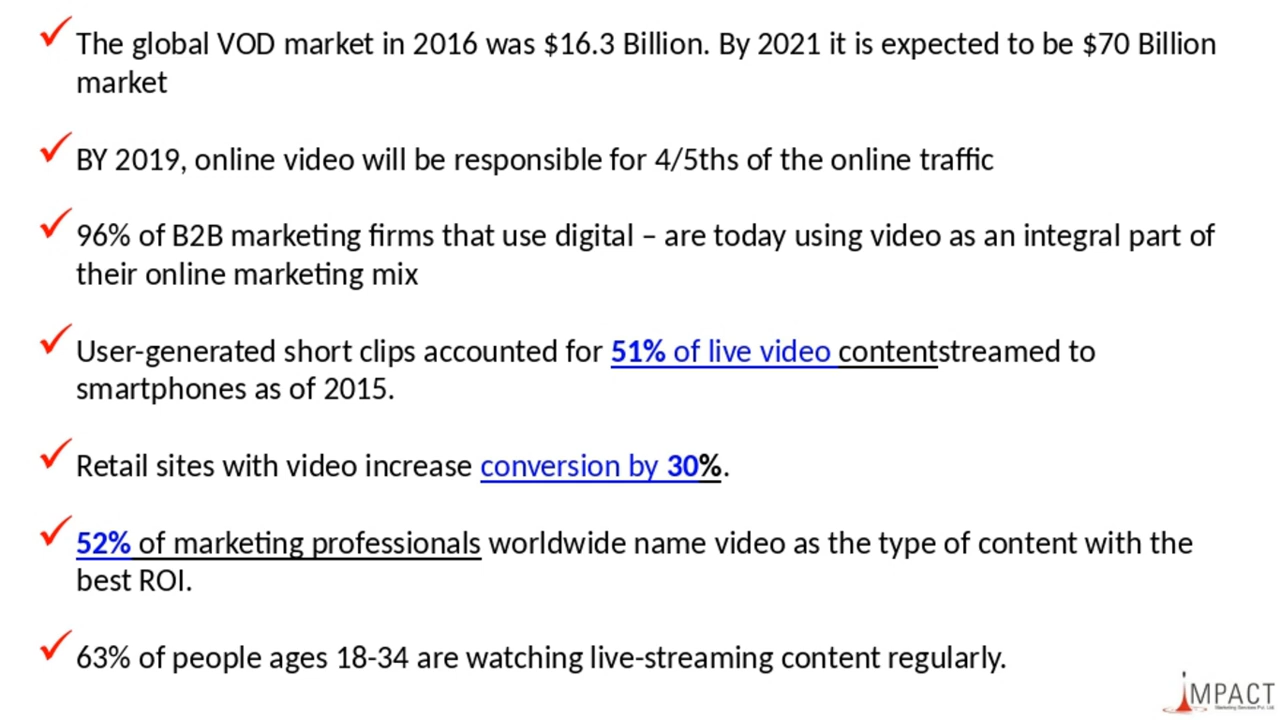 The global VOD market in 2016 was $16.3 Billion. By 2021 it is expected to be $70 Billion
market
BY 2019, online video will be responsible for 4/5ths of the online traffic
96% of B2B marketing firms that use digital – are today using video as an integral part of
their online marketing mix
User-generated short clips accounted for 51% of live video contentstreamed to
smartphones as of 2015.
Retail sites with video increase conversion by 30%.
52% of marketing professionals worldwide name video as the type of content with the
best ROI.
63% of people ages 18-34 are watching live-streaming content regularly.
iMPACT
Marketing Services Pvt. Ltd.